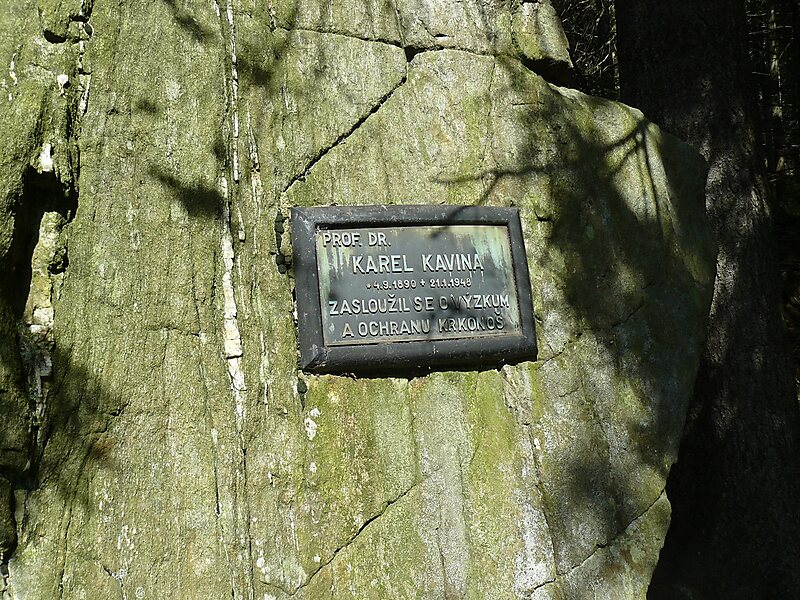 PROF. DR.
KAREL KAVINA
* 4.9.1890 + 21.1.1948
ZASLOUŽIL SE O VÝZKUM
A OCHRANU KRKONOŠ